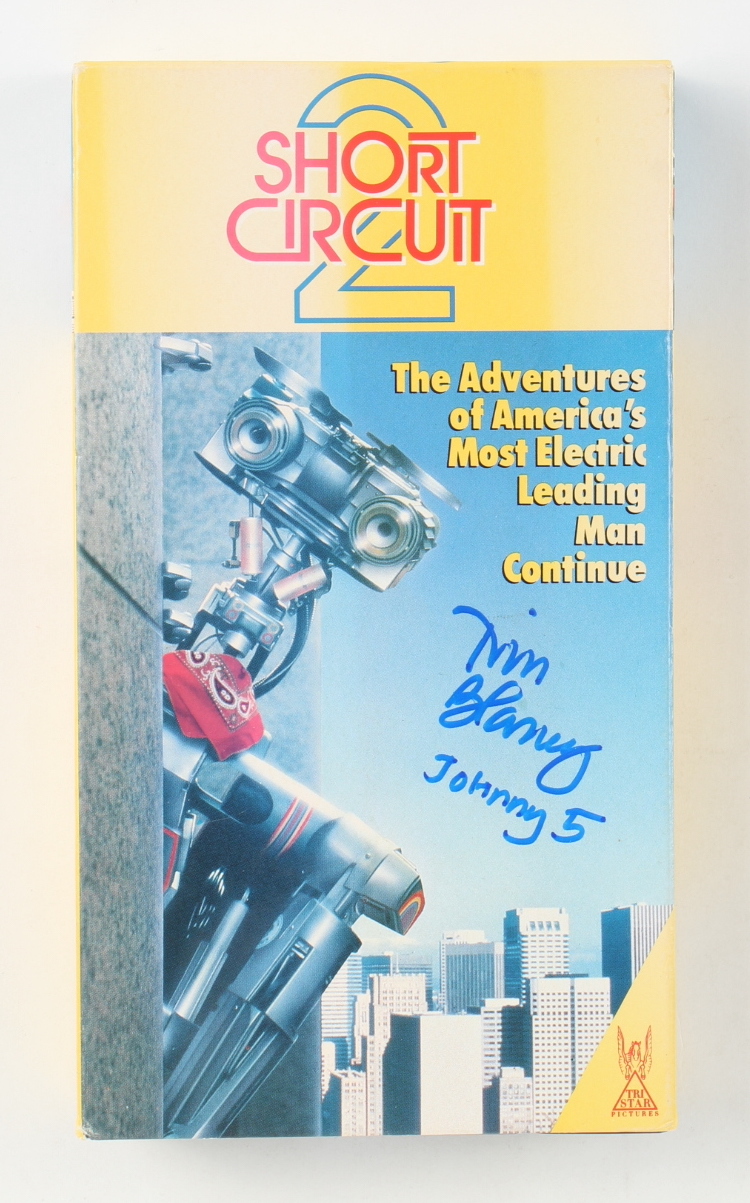 2
SHORT
CIRCUIT
The Adventures
of America's
Most Electric
Leading
Man
Continue
Tim
Blaney
Johnny 5
TRI
STAR
PICTURES